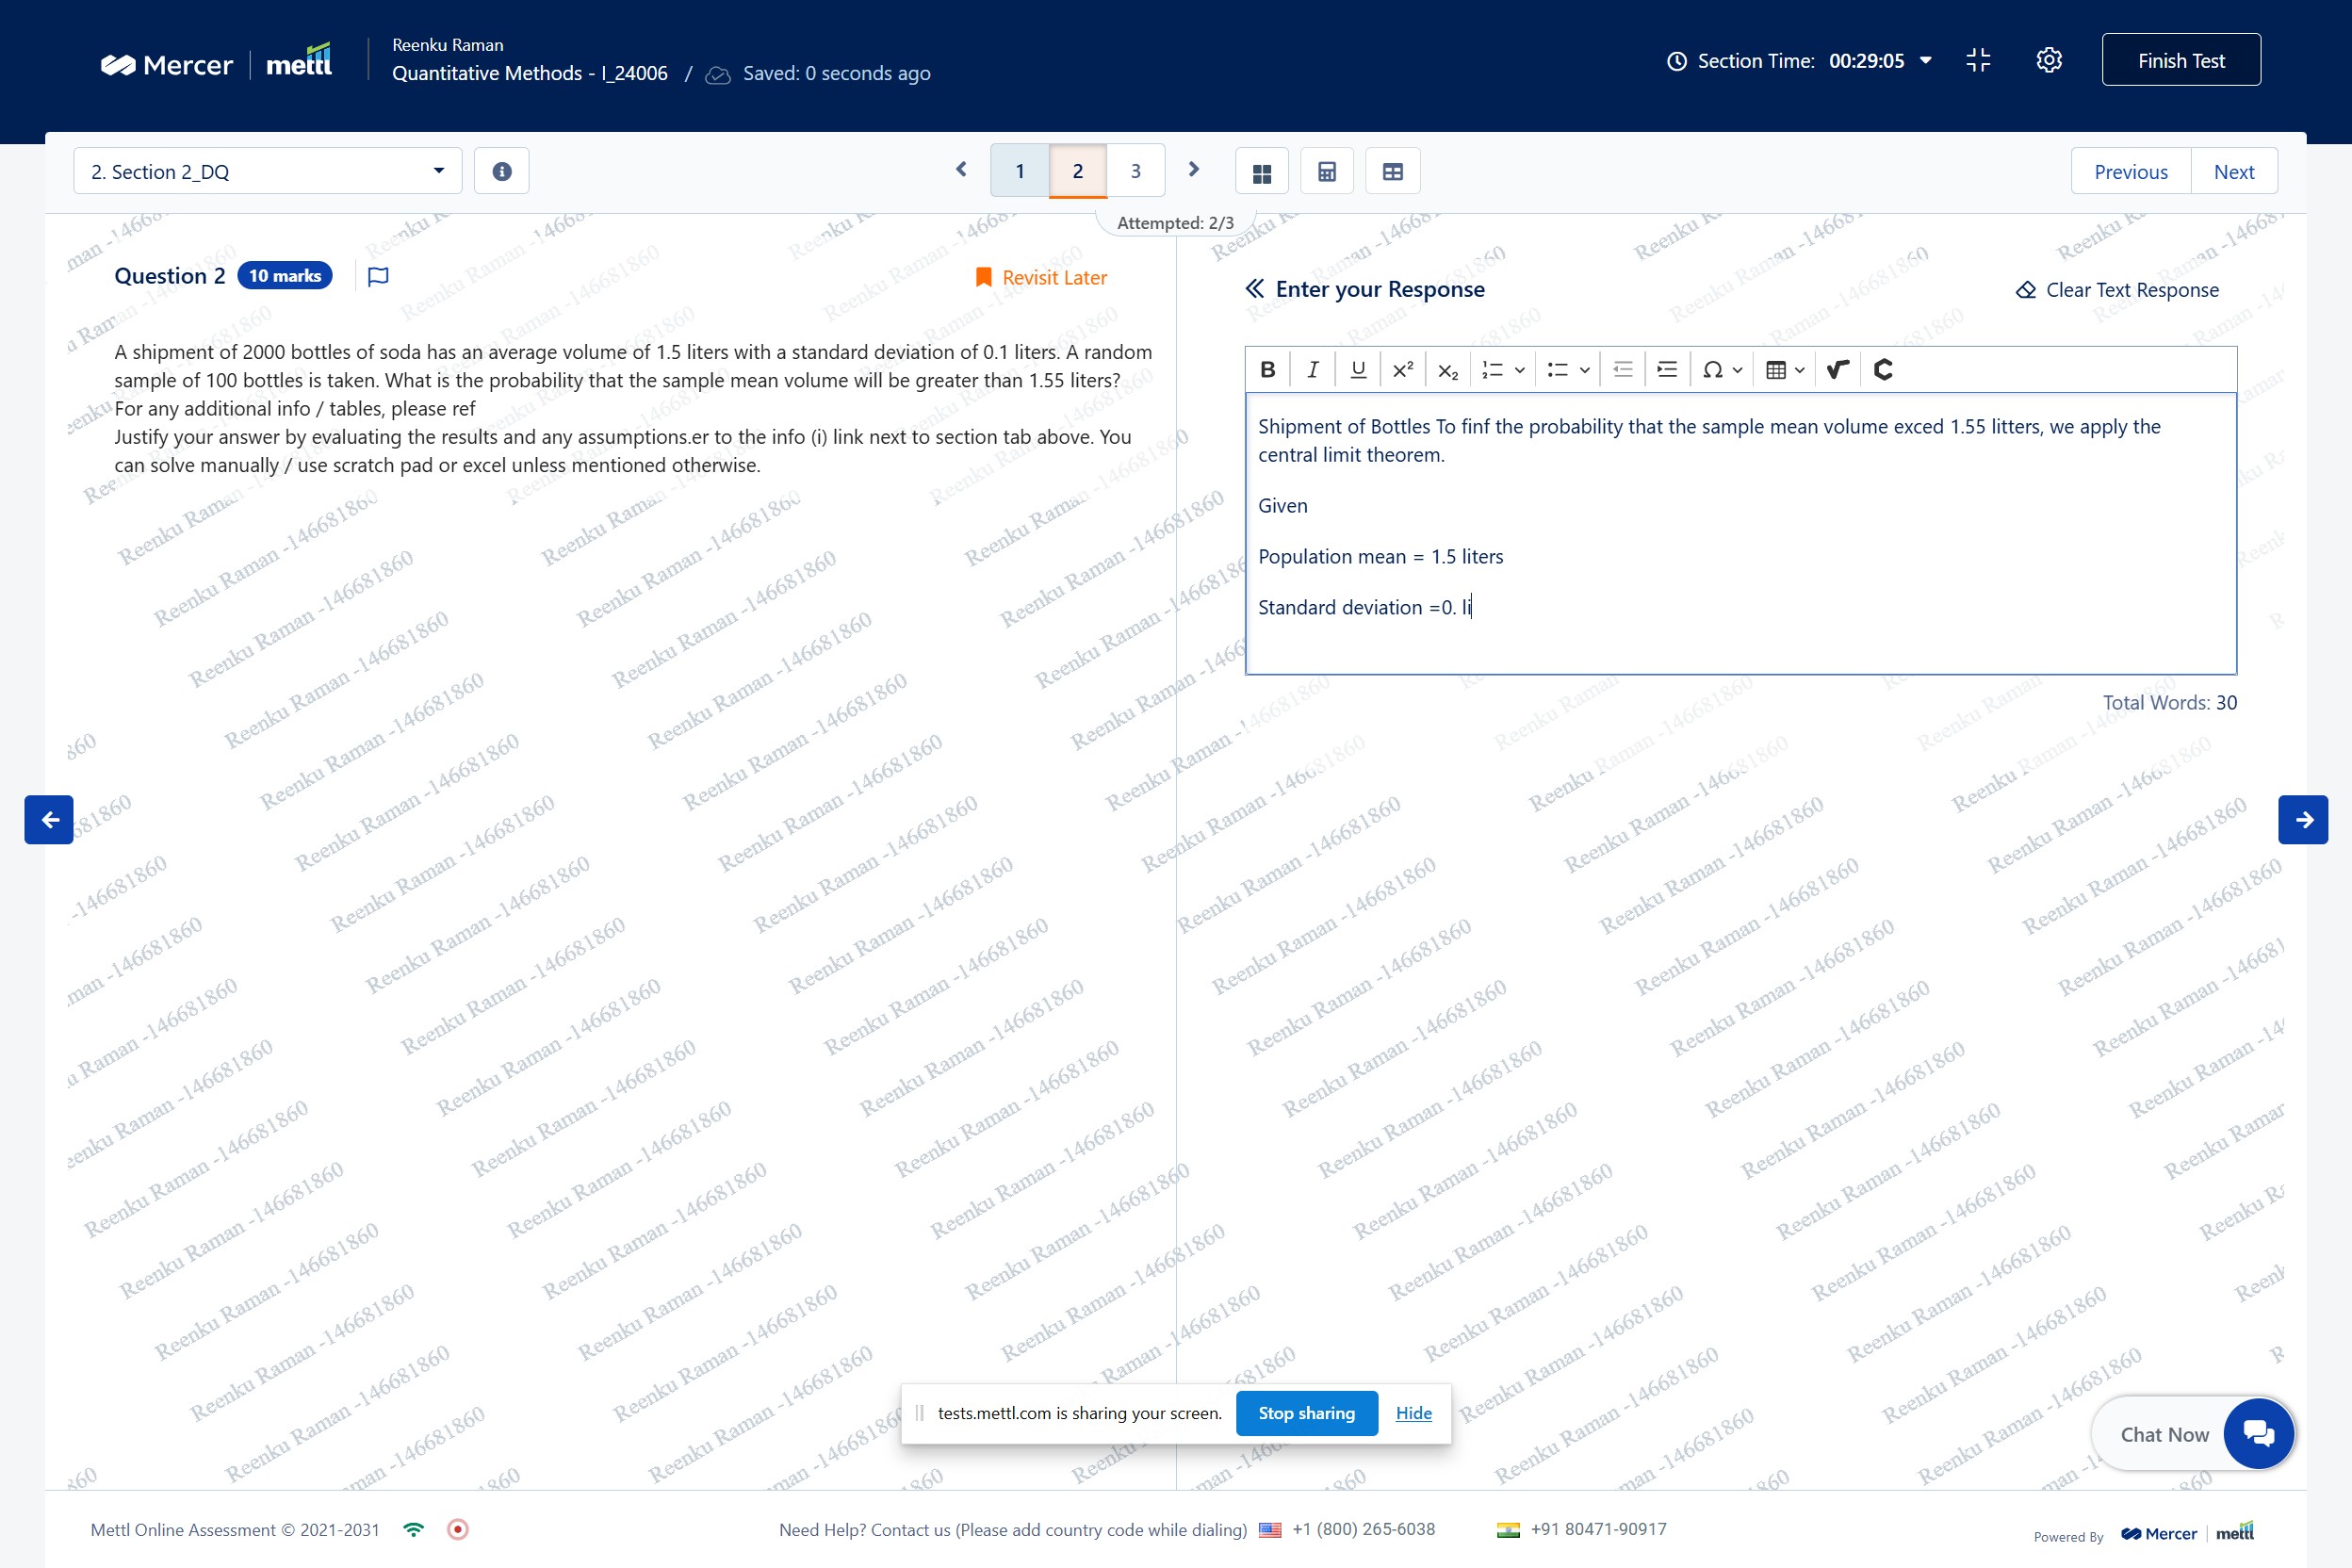 Mercer | mettl
Reenku Raman
Quantitative Methods - I_24006 / Saved: 0 seconds ago
Section Time: 00:29:05
Finish Test
2. Section 2_DQ
1 2 3
Previous Next
Attempted: 2/3
Question 2 10 marks
Revisit Later
A shipment of 2000 bottles of soda has an average volume of 1.5 liters with a standard deviation of 0.1 liters. A random
sample of 100 bottles is taken. What is the probability that the sample mean volume will be greater than 1.55 liters?
For any additional info / tables, please ref
Justify your answer by evaluating the results and any assumptions.er to the info (i) link next to section tab above. You
can solve manually / use scratch pad or excel unless mentioned otherwise.
Enter your Response
Clear Text Response
B I U x² x₂
Shipment of Bottles To finf the probability that the sample mean volume exced 1.55 litters, we apply the
central limit theorem.
Given
Population mean = 1.5 liters
Standard deviation =0. li
Total Words: 30
Reenku Raman -146681860
tests.mettl.com is sharing your screen.
Stop sharing
Hide
Chat Now
Mettl Online Assessment © 2021-2031
Need Help? Contact us (Please add country code while dialing) +1 (800) 265-6038 +91 80471-90917
Powered By Mercer | mettl